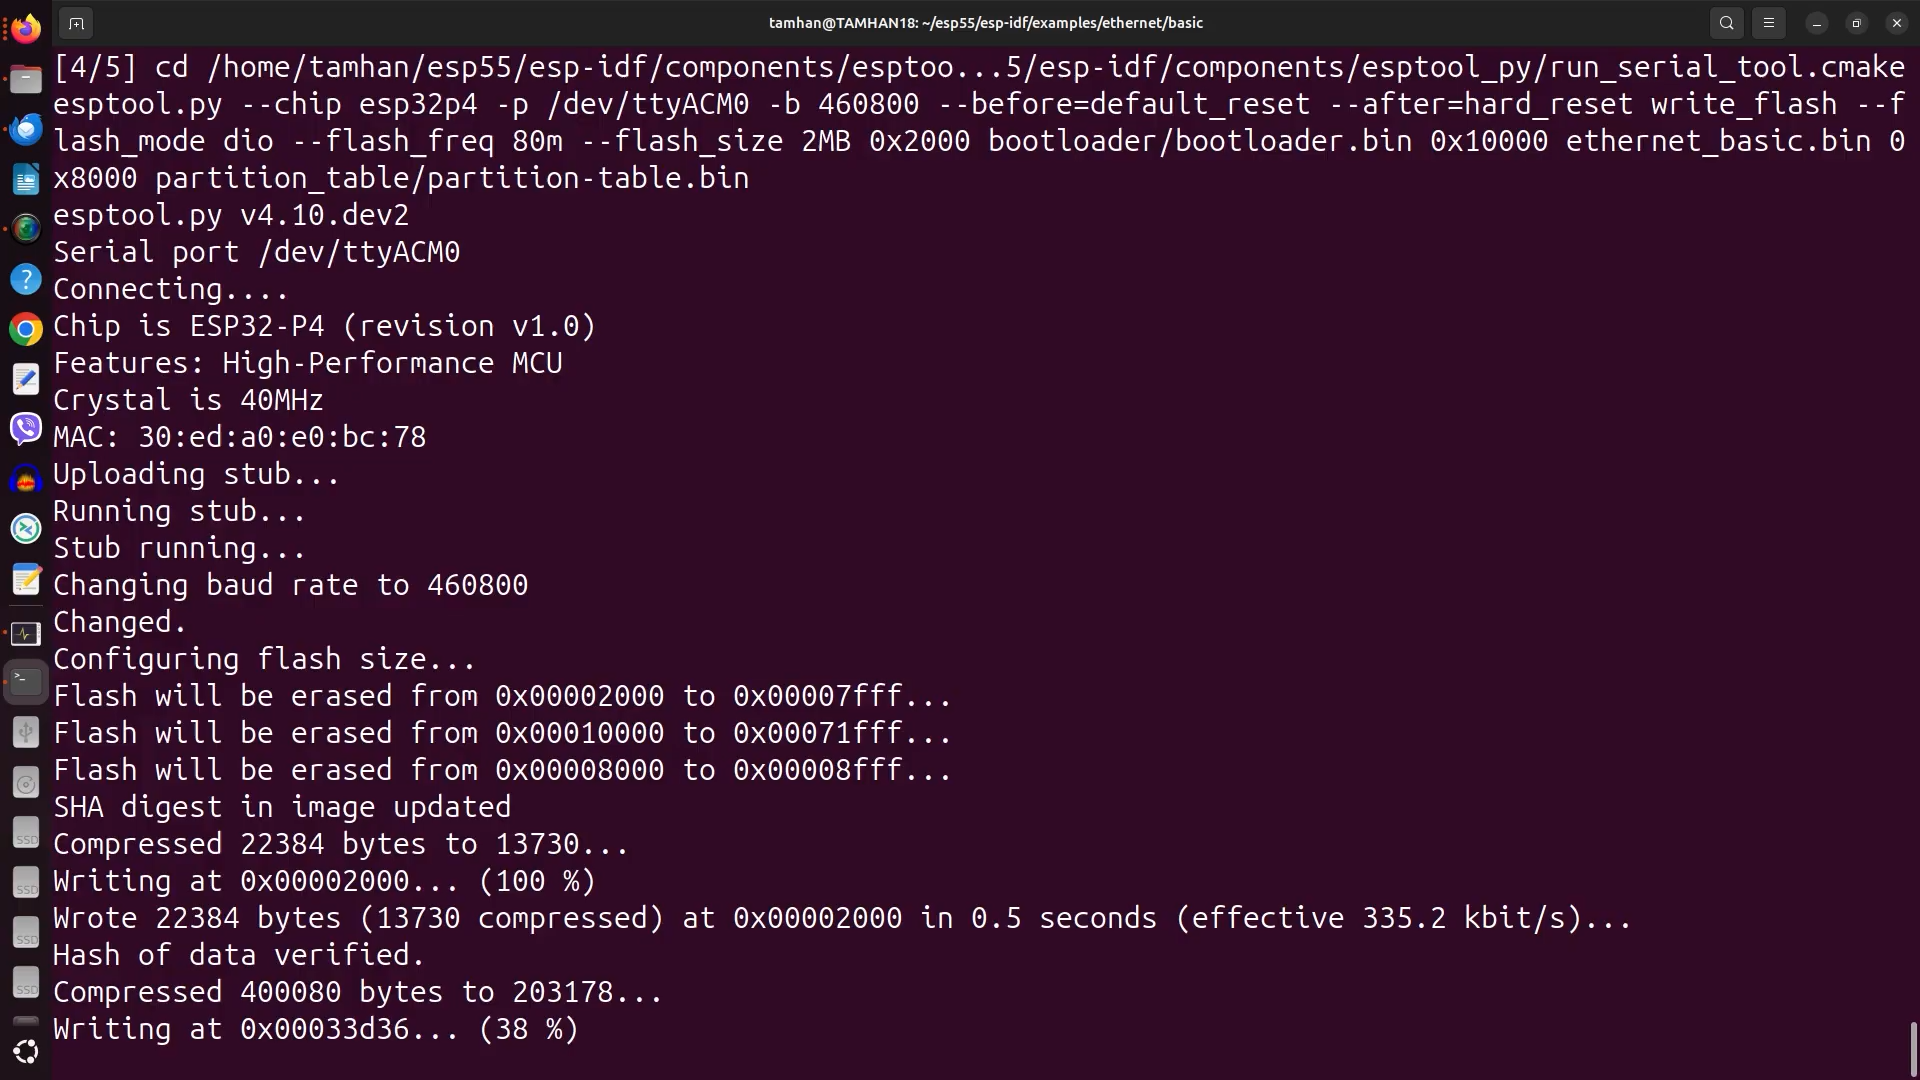 tamhan@TAMHAN18: ~/esp55/esp-idf/examples/ethernet/basic
[4/5] cd /home/tamhan/esp55/esp-idf/components/esptoo...5/esp-idf/components/esptool_py/run_serial_tool.cmake
esptool.py --chip esp32p4 -p /dev/ttyACM0 -b 460800 --before=default_reset --after=hard_reset write_flash --f
lash_mode dio --flash_freq 80m --flash_size 2MB 0x2000 bootloader/bootloader.bin 0x10000 ethernet_basic.bin 0
x8000 partition_table/partition-table.bin
esptool.py v4.10.dev2
Serial port /dev/ttyACM0
Connecting....
Chip is ESP32-P4 (revision v1.0)
Features: High-Performance MCU
Crystal is 40MHz
MAC: 30:ed:a0:e0:bc:78
Uploading stub...
Running stub...
Stub running...
Changing baud rate to 460800
Changed.
Configuring flash size...
Flash will be erased from 0x00002000 to 0x00007fff...
Flash will be erased from 0x00010000 to 0x00071fff...
Flash will be erased from 0x00008000 to 0x00008fff...
SHA digest in image updated
Compressed 22384 bytes to 13730...
Writing at 0x00002000... (100 %)
Wrote 22384 bytes (13730 compressed) at 0x00002000 in 0.5 seconds (effective 335.2 kbit/s)...
Hash of data verified.
Compressed 400080 bytes to 203178...
Writing at 0x00033d36... (38 %)
SSD
SSD
SSD
SSD